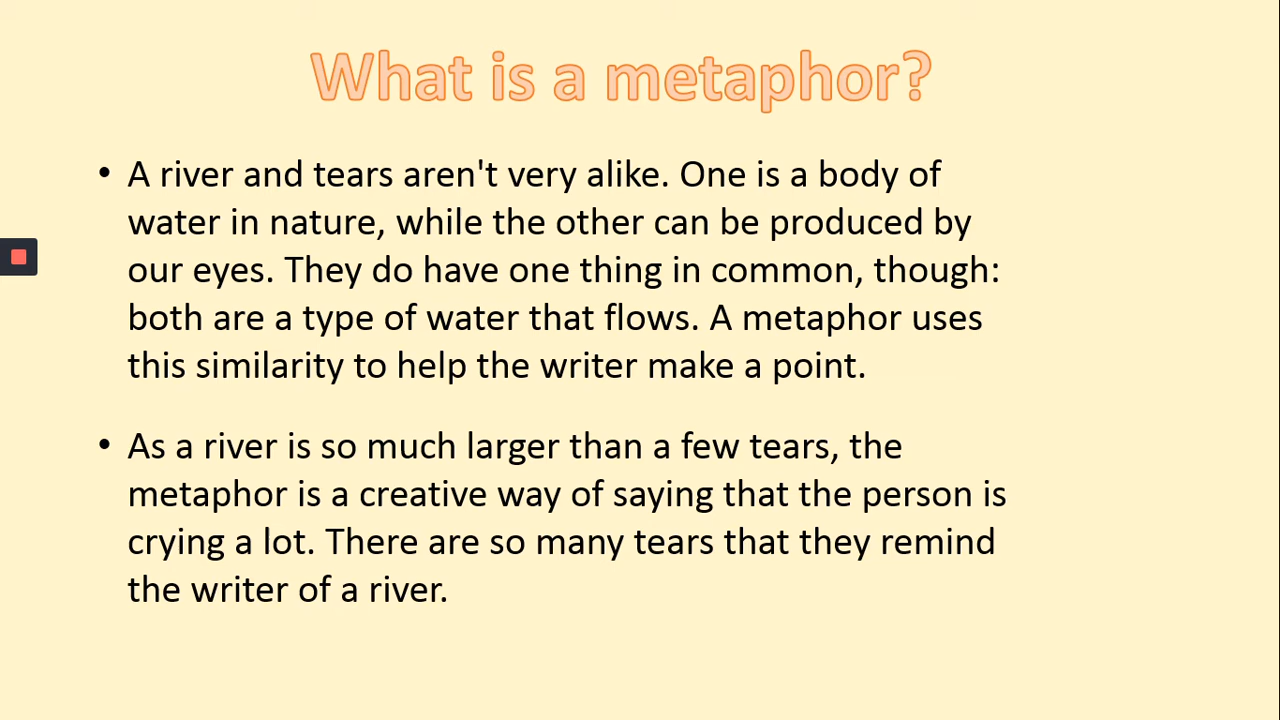 What is a metaphor?
• A river and tears aren't very alike. One is a body of
water in nature, while the other can be produced by
our eyes. They do have one thing in common, though:
both are a type of water that flows. A metaphor uses
this similarity to help the writer make a point.
• As a river is so much larger than a few tears, the
metaphor is a creative way of saying that the person is
crying a lot. There are so many tears that they remind
the writer of a river.